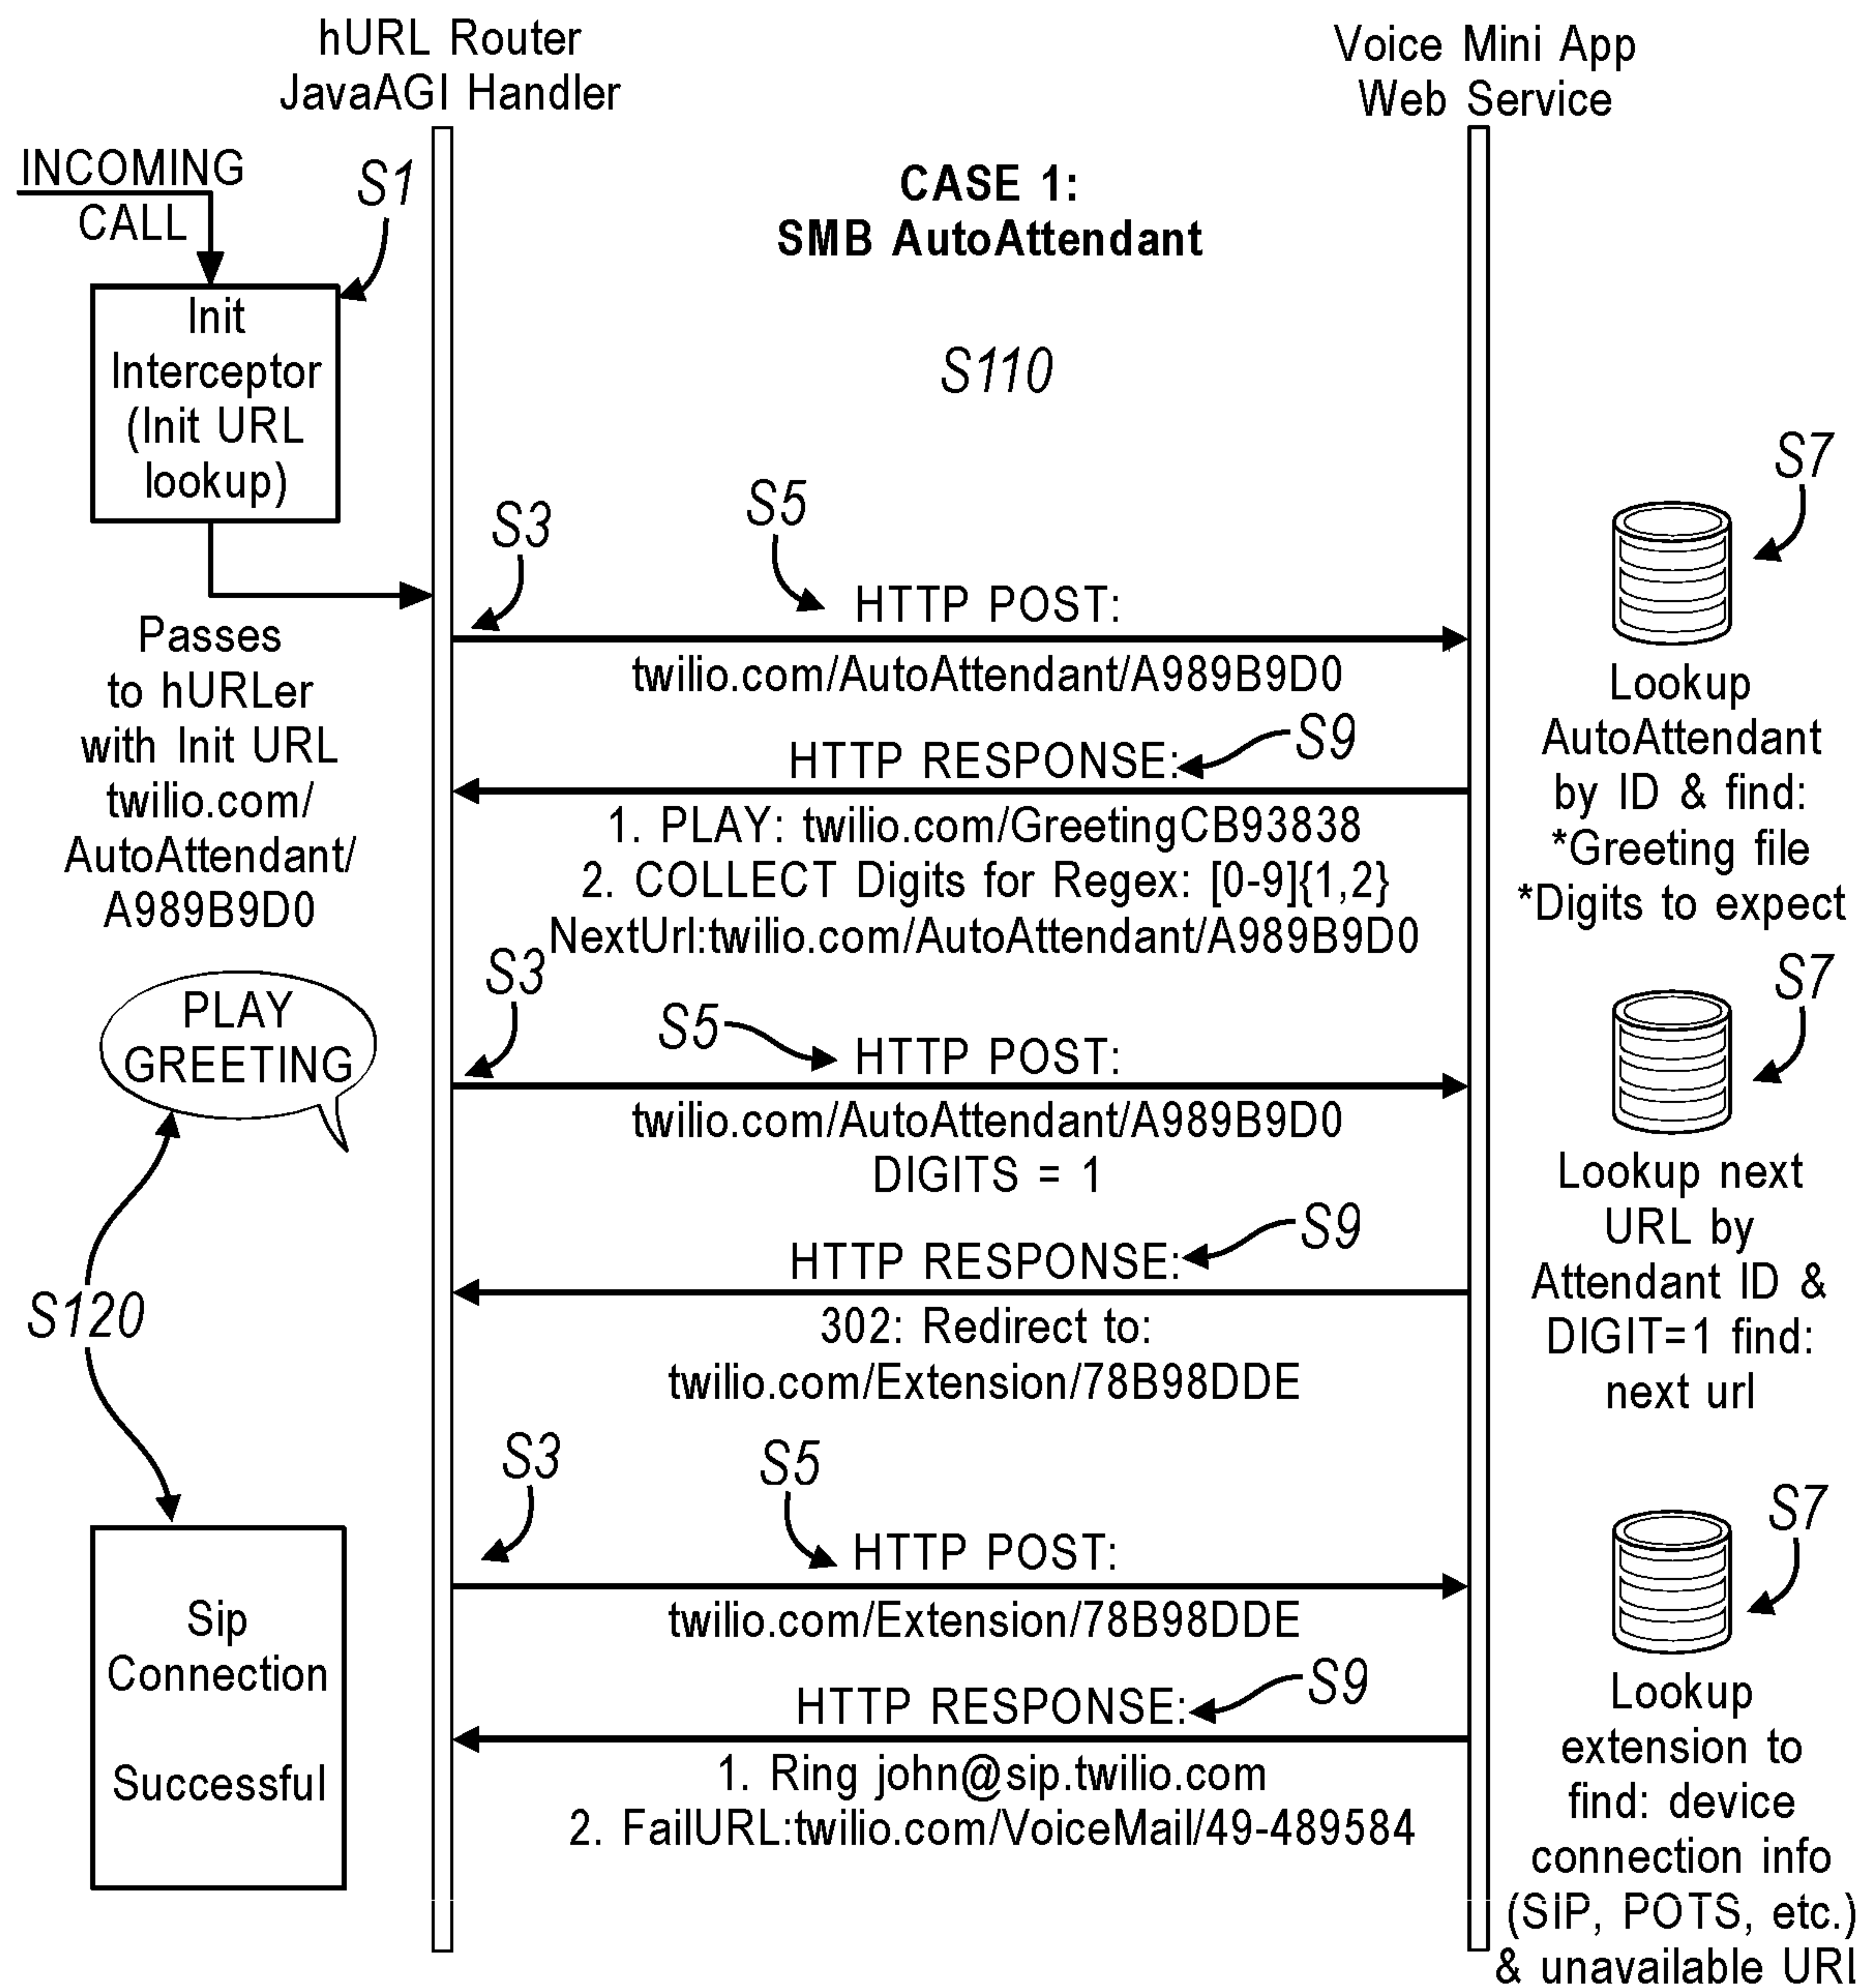 hURL Router
JavaAGI Handler
Voice Mini App
Web Service
INCOMING
CALL
S1
CASE 1:
SMB AutoAttendant
S110
Init
Interceptor
(Init URL
lookup)
S3
S5
HTTP POST:
twilio.com/AutoAttendant/A989B9D0
S7
Lookup
AutoAttendant
by ID & find:
*Greeting file
*Digits to expect
Passes
to hURLer
with Init URL
twilio.com/
AutoAttendant/
A989B9D0
HTTP RESPONSE:
S9
1. PLAY: twilio.com/GreetingCB93838
2. COLLECT Digits for Regex: [0-9]{1,2}
NextUrl:twilio.com/AutoAttendant/A989B9D0
PLAY
GREETING
S3
S5
HTTP POST:
twilio.com/AutoAttendant/A989B9D0
DIGITS = 1
S7
Lookup next
URL by
Attendant ID &
DIGIT=1 find:
next url
HTTP RESPONSE:
S9
302: Redirect to:
twilio.com/Extension/78B98DDE
S120
S3
S5
HTTP POST:
twilio.com/Extension/78B98DDE
S7
Lookup
extension to
find: device
connection info
(SIP, POTS, etc.)
& unavailable URI
Sip
Connection
Successful
HTTP RESPONSE:
S9
1. Ring john@sip.twilio.com
2. FailURL:twilio.com/VoiceMail/49-489584